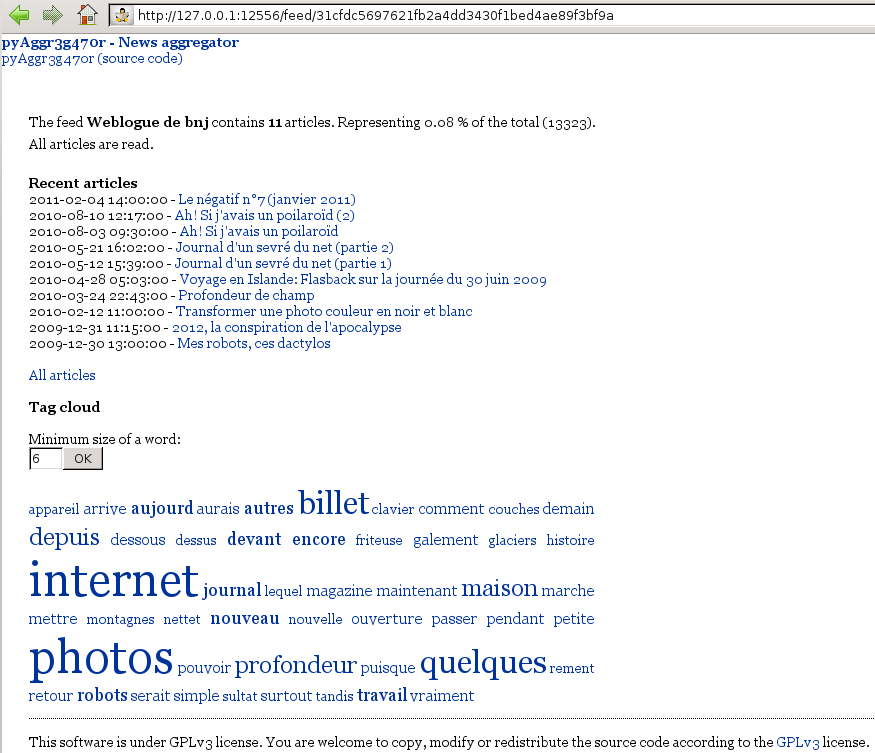 http://127.0.0.1:12556/feed/31cfdc5697621fb2a4dd3430f1bed4ae89f3bf9a
pyAggr3g470r - News aggregator
pyAggr3g470r (source code)
The feed Weblogue de bnj contains 11 articles. Representing 0.08 % of the total (13323).
All articles are read.
Recent articles
2011-02-04 14:00:00 - Le négatif n°7 (janvier 2011)
2010-08-10 12:17:00 - Ah! Si j'avais un poilaroïd (2)
2010-08-03 09:30:00 - Ah! Si j'avais un poilaroïd
2010-05-21 16:02:00 - Journal d'un sevré du net (partie 2)
2010-05-12 15:39:00 - Journal d'un sevré du net (partie 1)
2010-04-28 05:03:00 - Voyage en Islande: Flasback sur la journée du 30 juin 2009
2010-03-24 22:43:00 - Profondeur de champ
2010-02-12 11:00:00 - Transformer une photo couleur en noir et blanc
2009-12-31 11:15:00 - 2012, la conspiration de l'apocalypse
2009-12-30 13:00:00 - Mes robots, ces dactylos
All articles
Tag cloud
Minimum size of a word:
6 OK
appareil arrive aujourd aurais autres billet clavier comment couches demain
depuis dessous dessus devant encore friteuse galement glaciers histoire
internet journal lequel magazine maintenant maison marche
mettre montagnes nettet nouveau nouvelle ouverture passer pendant petite
photos pouvoir profondeur puisque quelques rement
retour robots serait simple sultat surtout tandis travail vraiment
This software is under GPLv3 license. You are welcome to copy, modify or redistribute the source code according to the GPLv3 license.